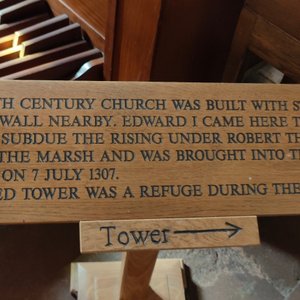 TH CENTURY CHURCH WAS BUILT WITH S
WALL NEARBY. EDWARD I CAME HERE T
SUBDUE THE RISING UNDER ROBERT T
THE MARSH AND WAS BROUGHT INTO T
ON 7 JULY 1307.
ED TOWER WAS A REFUGE DURING THE
Tower